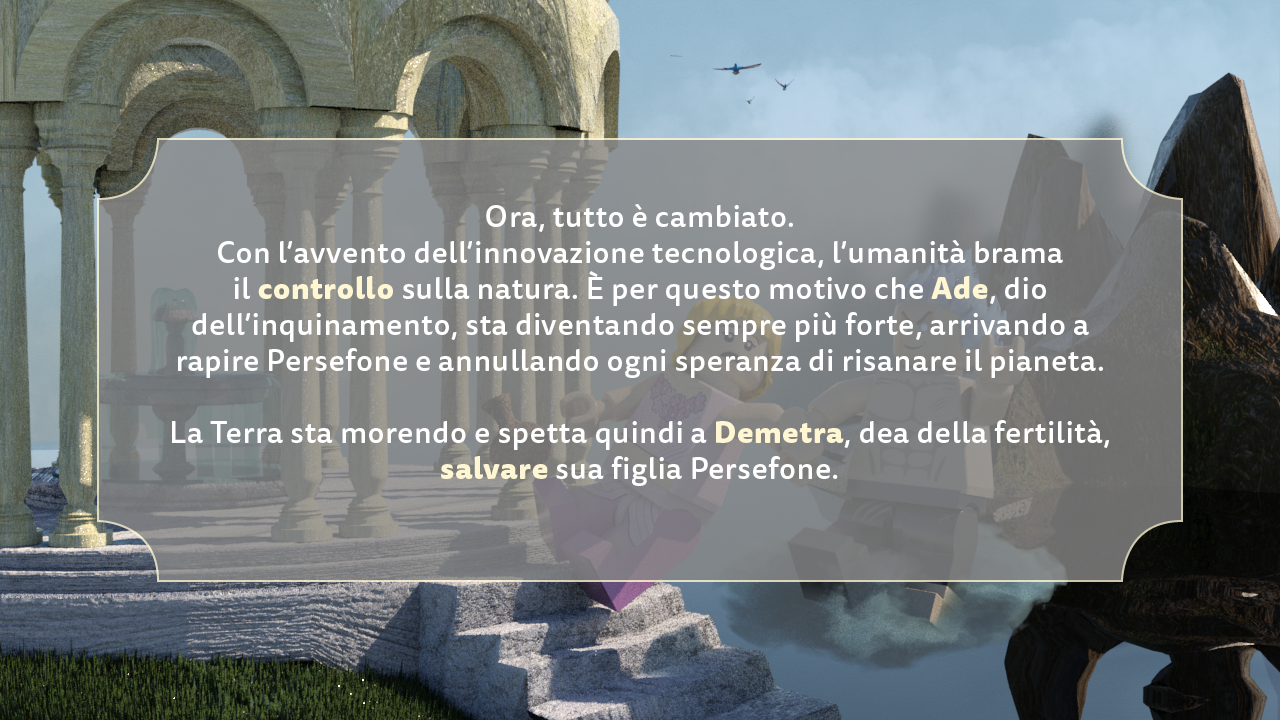 Ora, tutto è cambiato.
Con l’avvento dell’innovazione tecnologica, l’umanità brama
il controllo sulla natura. È per questo motivo che Ade, dio
dell’inquinamento, sta diventando sempre più forte, arrivando a
rapire Persefone e annullando ogni speranza di risanare il pianeta.
La Terra sta morendo e spetta quindi a Demetra, dea della fertilità,
salvare sua figlia Persefone.